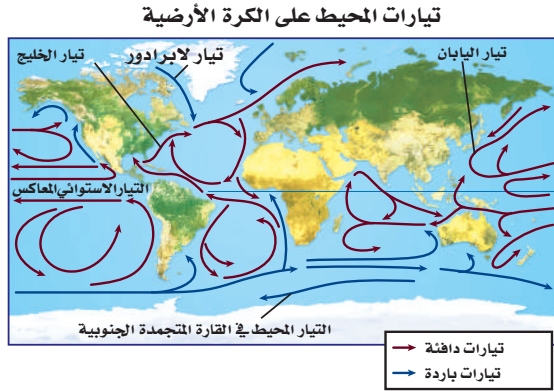 تيارات المحيط على الكرة الأرضية
تيار اليابان
تيار لابرادور
تيار الخليج
التيار الاستوائي المعاكس
التيار المحيط في القارة المتجمدة الجنوبية
تيارات دافئة
تيارات باردة